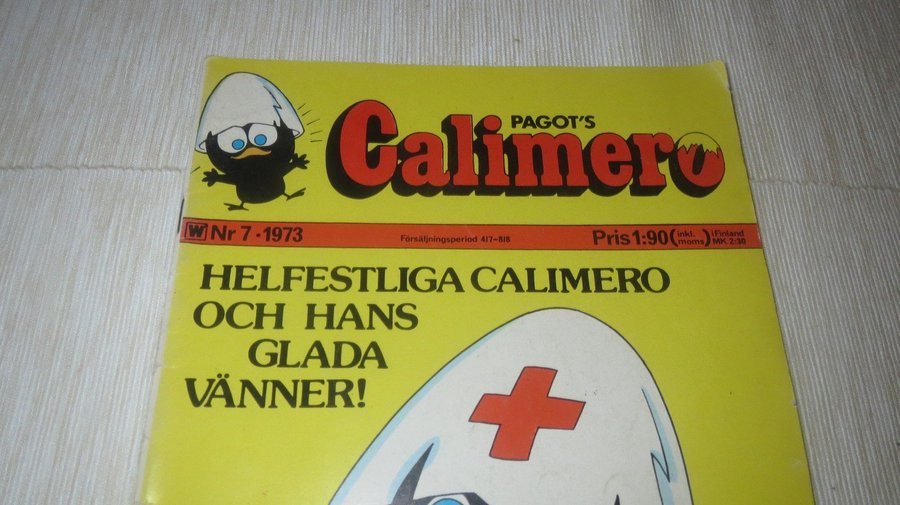 PAGOT'S
Calimero
W Nr 7 · 1973 Försäljningsperiod 4/7-8/8 Pris 1:90 (inkl. moms) i Finland MK 2:30
HELFESTLIGA CALIMERO
OCH HANS
GLADA
VÄNNER!